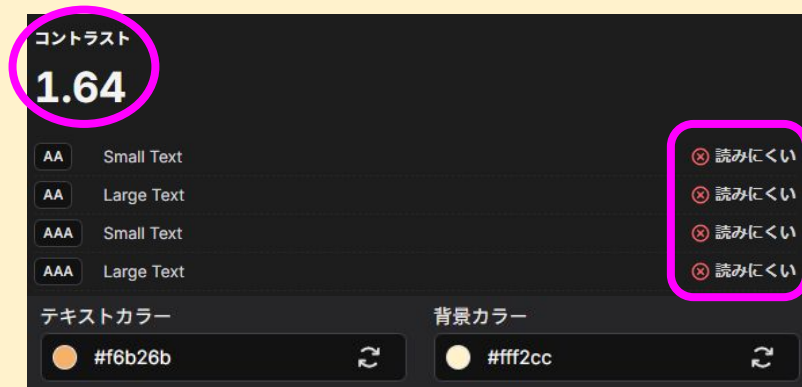 コントラスト
1.64
AA Small Text 読みにくい
AA Large Text 読みにくい
AAA Small Text 読みにくい
AAA Large Text 読みにくい
テキストカラー 背景カラー
#f6b26b #fff2cc